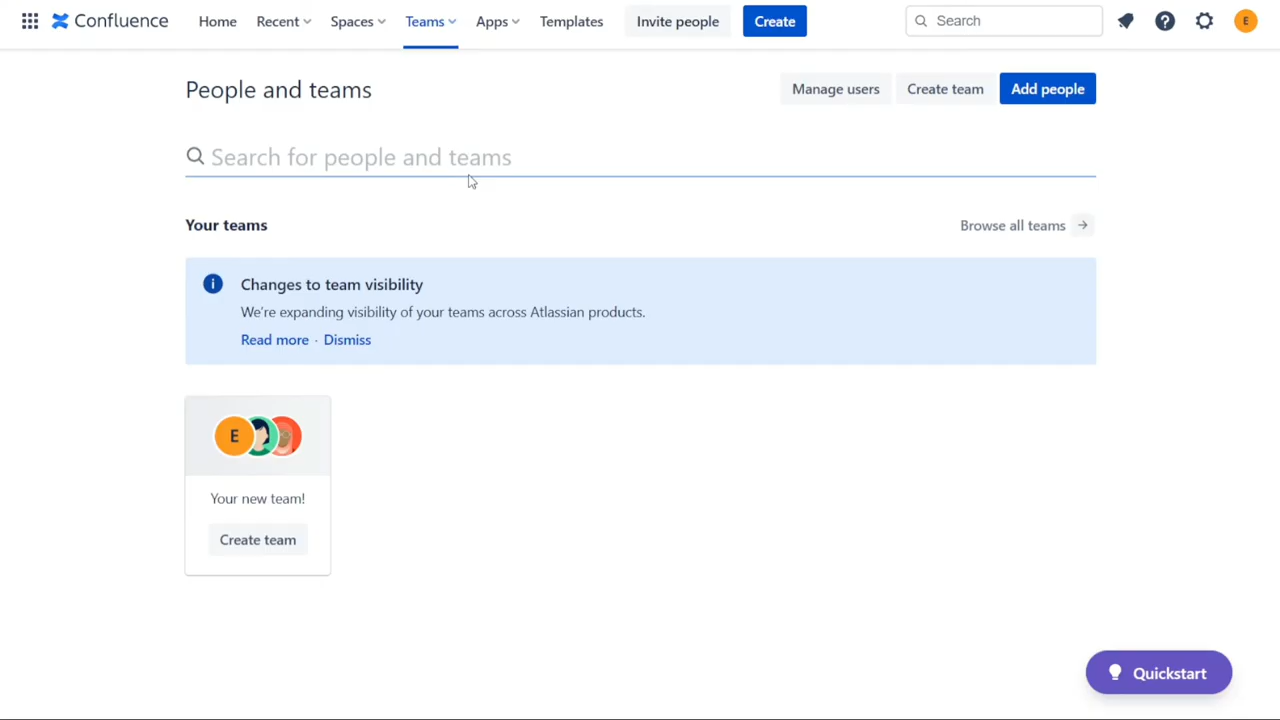 Confluence Home Recent Spaces Teams Apps Templates Invite people Create Search E
People and teams Manage users Create team Add people
Search for people and teams
Your teams Browse all teams
Changes to team visibility
We're expanding visibility of your teams across Atlassian products.
Read more · Dismiss
E
Your new team!
Create team
Quickstart